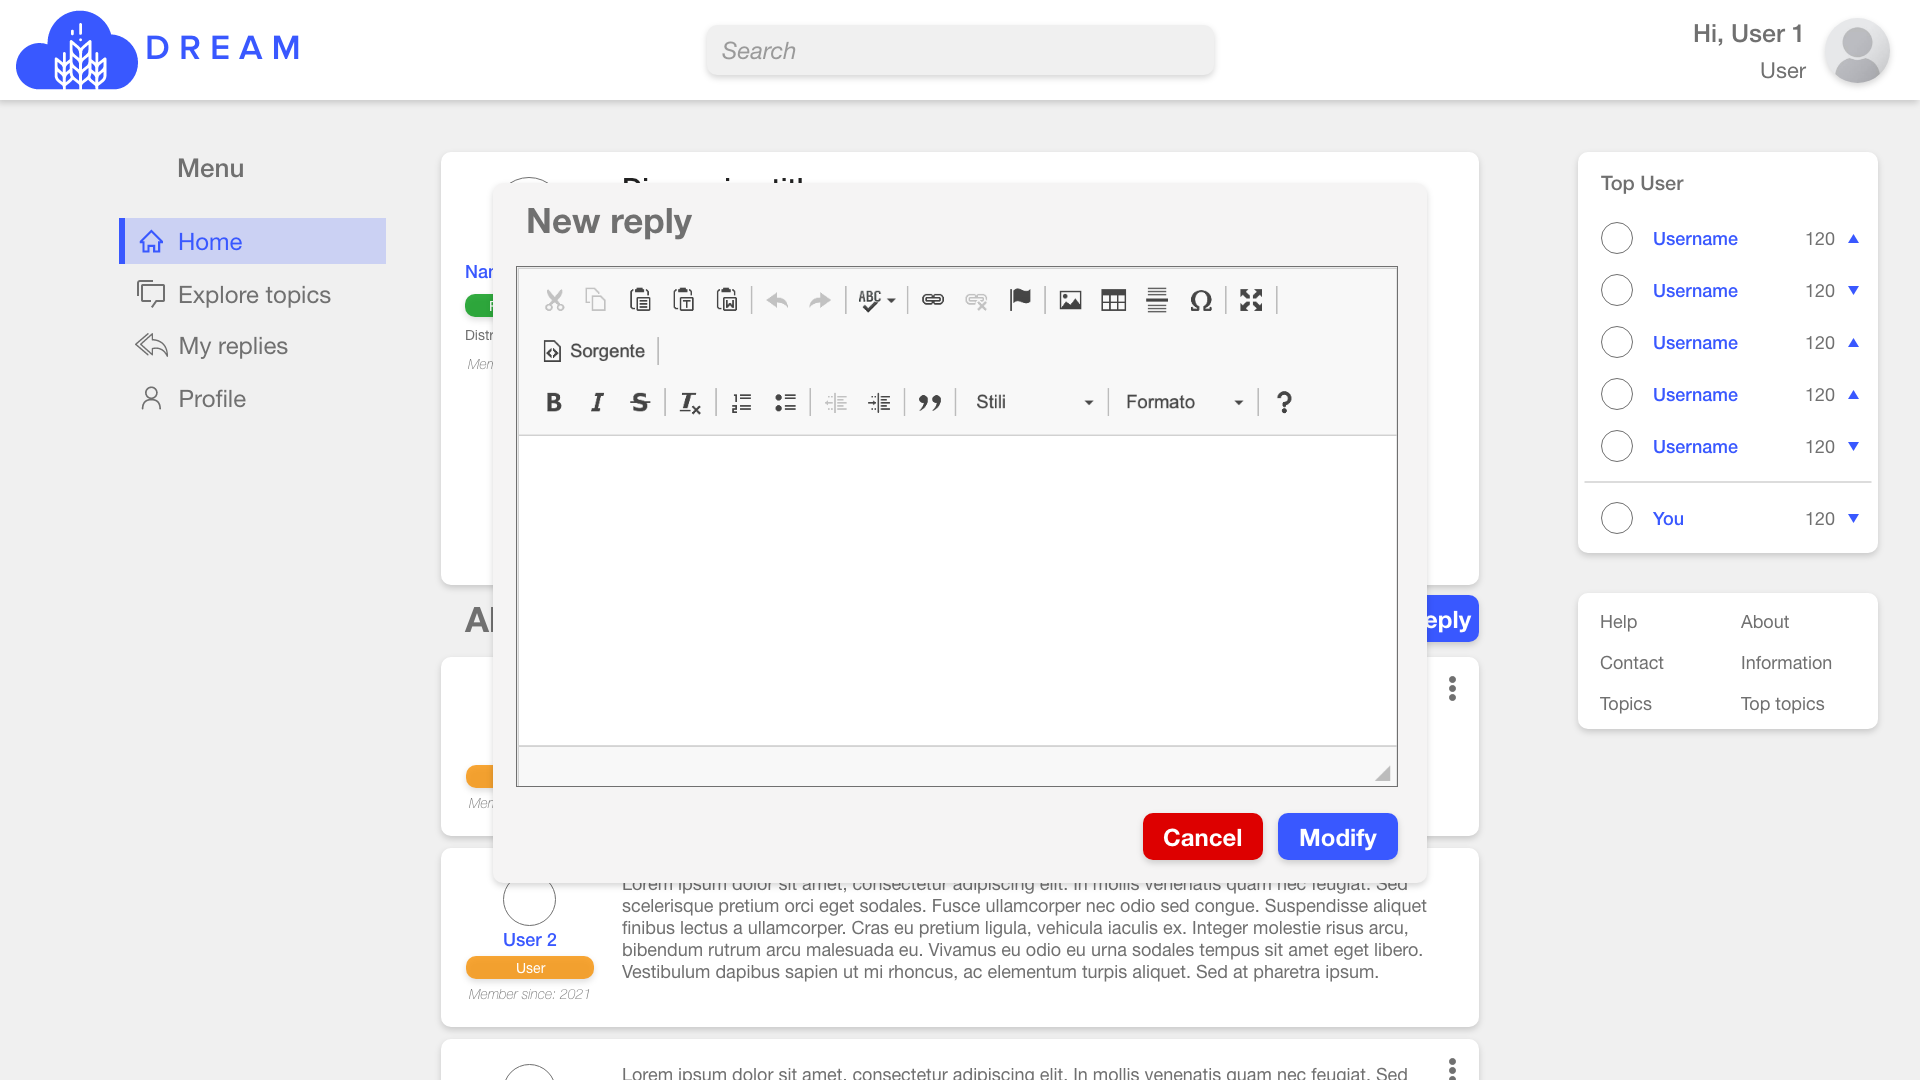 DREAM
Search
Hi, User 1
User
Menu
Home
Explore topics
My replies
Profile
New reply
ABC
Sorgente
B I S Tx
Stili
Formato
?
Cancel
Modify
Lorem ipsum dolor sit amet, consectetur adipiscing elit. In mollis venenatis quam nec feugiat. Sed
scelerisque pretium orci eget sodales. Fusce ullamcorper nec odio sed congue. Suspendisse aliquet
finibus lectus a ullamcorper. Cras eu pretium ligula, vehicula iaculis ex. Integer molestie risus arcu,
bibendum rutrum arcu malesuada eu. Vivamus eu odio eu urna sodales tempus sit amet eget libero.
Vestibulum dapibus sapien ut mi rhoncus, ac elementum turpis aliquet. Sed at pharetra ipsum.
User 2
User
Member since: 2021
Lorem ipsum dolor sit amet, consectetur adipiscing elit. In mollis venenatis quam nec feugiat. Sed
Top User
Username 120
Username 120
Username 120
Username 120
Username 120
You 120
Help About
Contact Information
Topics Top topics